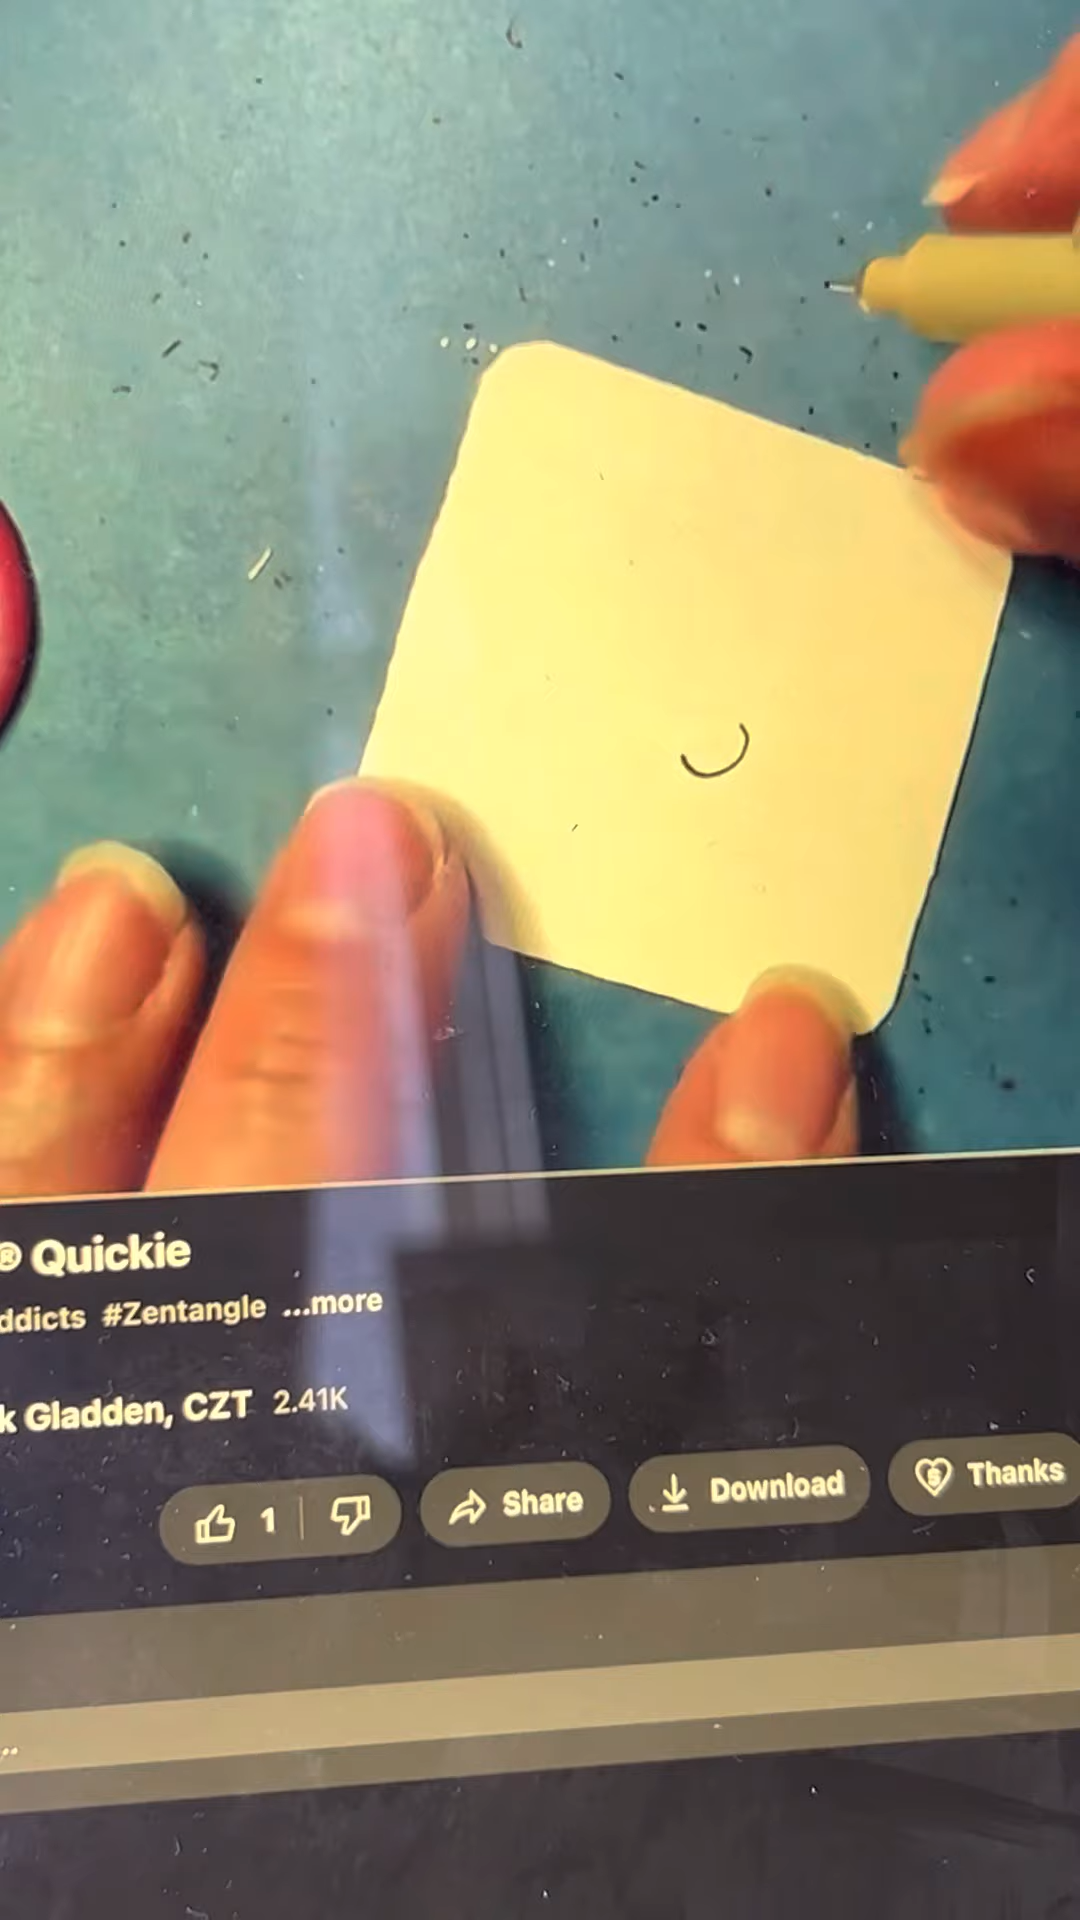 ® Quickie
ddicts #Zentangle ...more
k Gladden, CZT 2.41K
1 Share Download Thanks
..